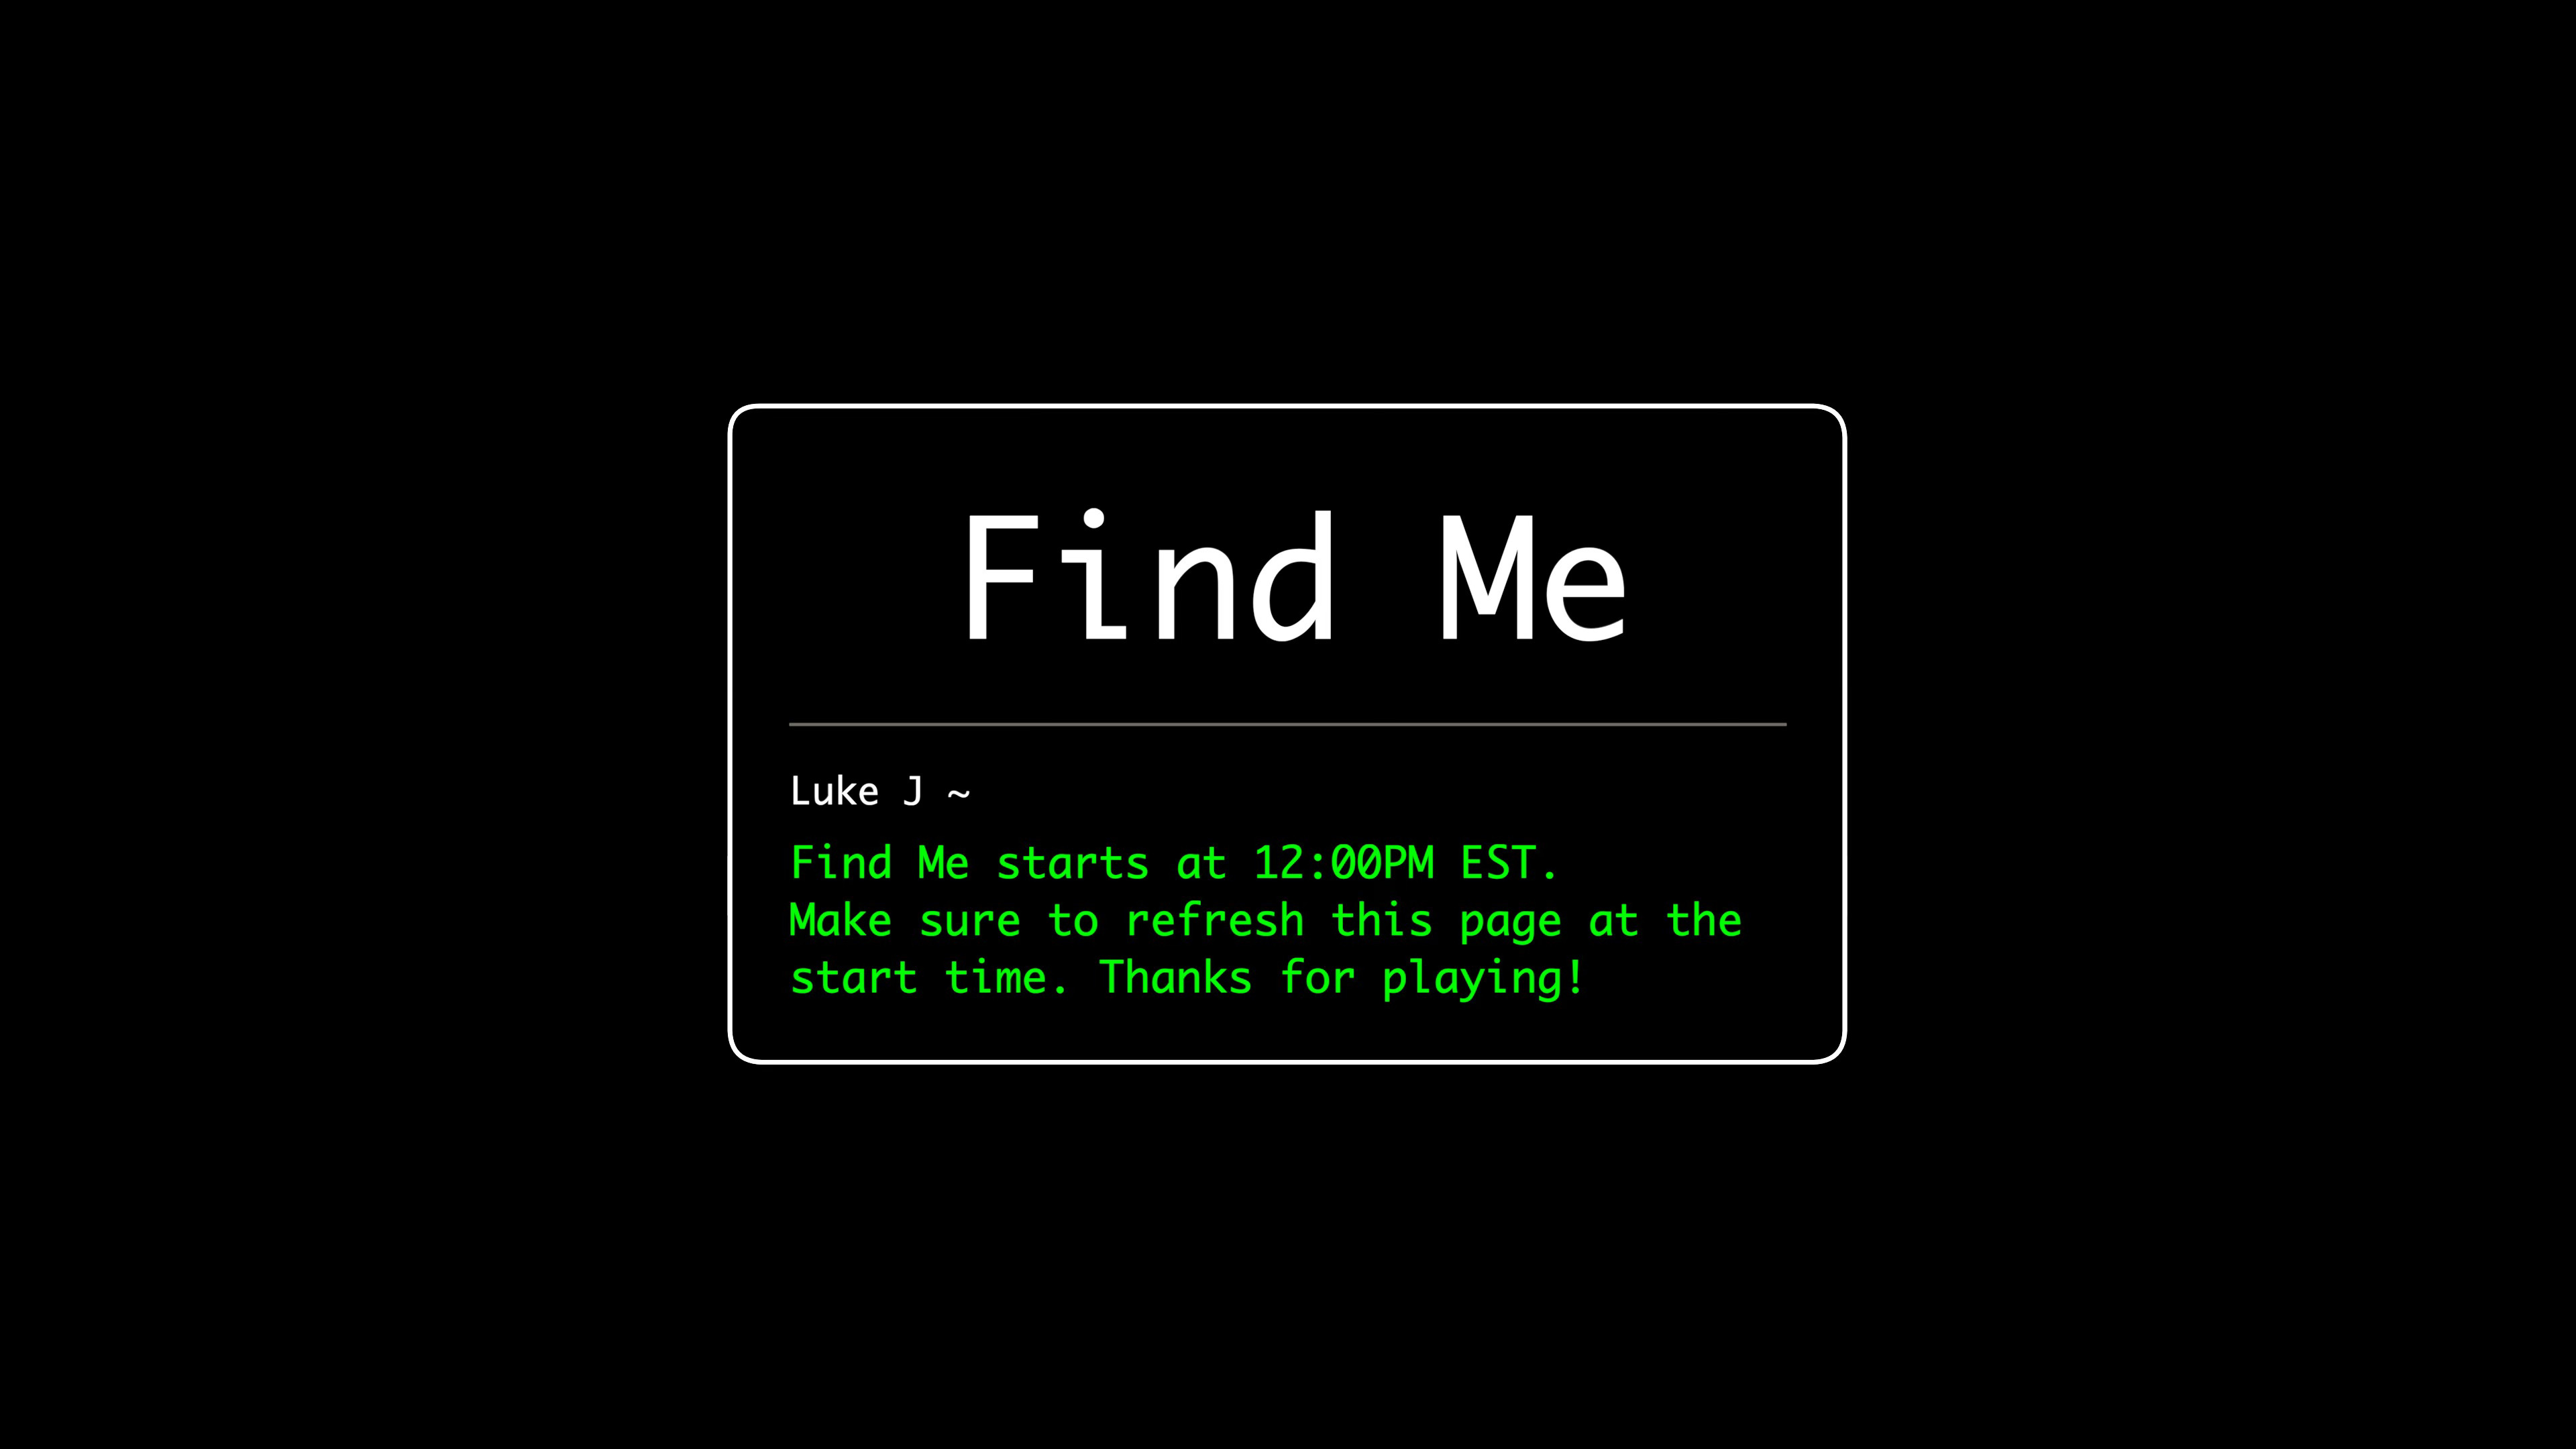 Find Me
Luke J ~
Find Me starts at 12:00PM EST.
Make sure to refresh this page at the
start time. Thanks for playing!